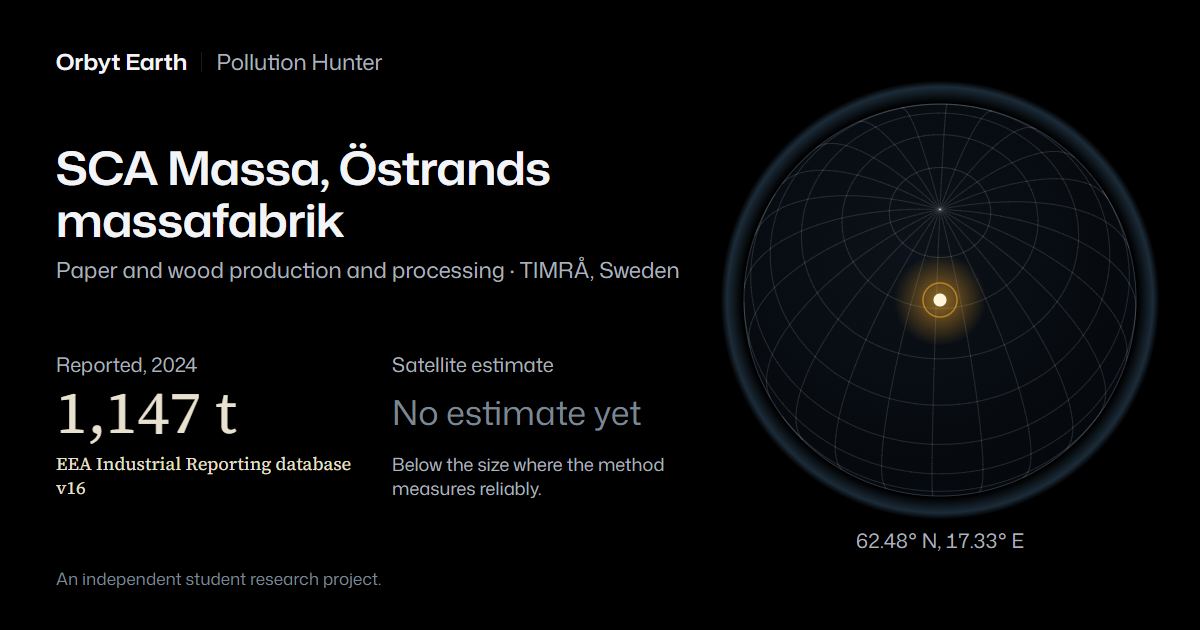 Orbyt Earth | Pollution Hunter
SCA Massa, Östrands
massafabrik
Paper and wood production and processing · TIMRÅ, Sweden
Reported, 2024
1,147 t
EEA Industrial Reporting database
v16
Satellite estimate
No estimate yet
Below the size where the method
measures reliably.
62.48° N, 17.33° E
An independent student research project.